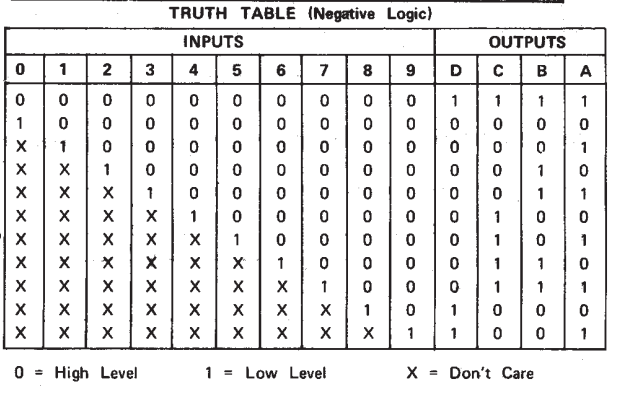 TRUTH TABLE (Negative Logic)
INPUTS OUTPUTS
0 1 2 3 4 5 6 7 8 9 D C B A
0 0 0 0 0 0 0 0 0 0 1 1 1 1
1 0 0 0 0 0 0 0 0 0 0 0 0 0
X 1 0 0 0 0 0 0 0 0 0 0 0 1
X X 1 0 0 0 0 0 0 0 0 0 1 0
X X X 1 0 0 0 0 0 0 0 0 1 1
X X X X 1 0 0 0 0 0 0 1 0 0
X X X X X 1 0 0 0 0 0 1 0 1
X X X X X X 1 0 0 0 0 1 1 0
X X X X X X X 1 0 0 0 1 1 1
X X X X X X X X 1 0 1 0 0 0
X X X X X X X X X 1 1 0 0 1
0 = High Level 1 = Low Level X = Don't Care